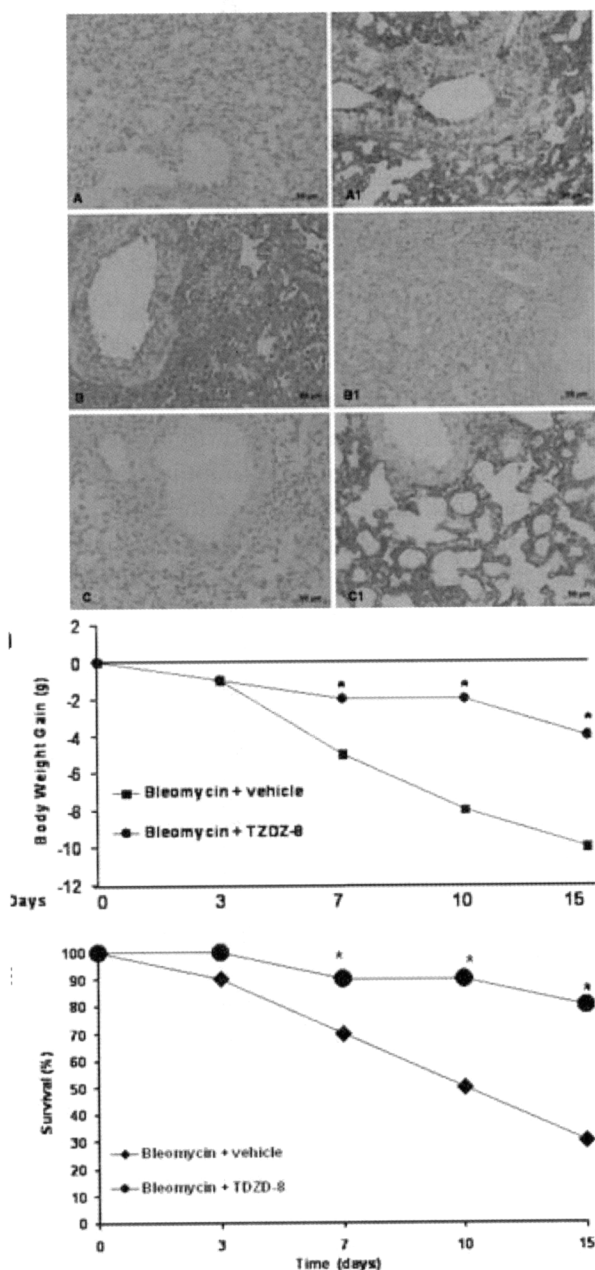 A
A1
B
B1
C
C1
2
0
-2
-4
-6
-8
-10
-12
Body Weight Gain (g)
* * *
Bleomycin + vehicle
Bleomycin + TZDZ-8
Days 0 3 7 10 15
100
90
80
70
60
50
40
30
20
10
0
Survival (%)
* * *
Bleomycin + vehicle
Bleomycin + TDZD-8
0 3 7 10 15
Time (days)